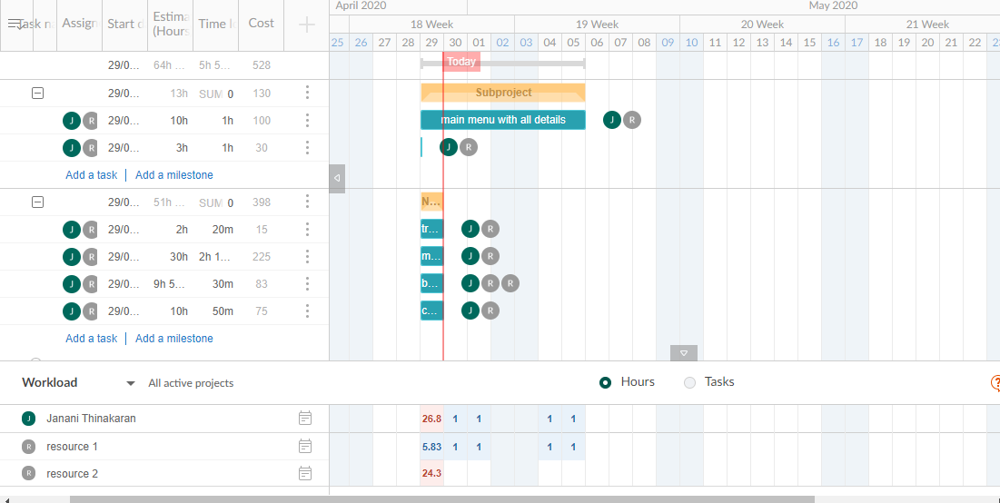 April 2020 May 2020
Task n Assign Start d Estima (Hours Time l Cost
18 Week 19 Week 20 Week 21 Week
25 26 27 28 29 30 01 02 03 04 05 06 07 08 09 10 11 12 13 14 15 16 17 18 19 20 21 22 23
29/0... 64h ... 5h 5... 528 Today
29/0... 13h SUM 0 130 Subproject
J R 29/0... 10h 1h 100 main menu with all details J R
J R 29/0... 3h 1h 30 J R
Add a task Add a milestone
29/0... 51h ... SUM 0 398 N...
J R 29/0... 2h 20m 15 tr... J R
J R 29/0... 30h 2h 1... 225 m... J R
J R 29/0... 9h 5... 30m 83 b... J R R
J R 29/0... 10h 50m 75 c... J R
Add a task Add a milestone
Workload All active projects Hours Tasks ?
J Janani Thinakaran 26.8 1 1 1 1
R resource 1 5.83 1 1 1 1
R resource 2 24.3